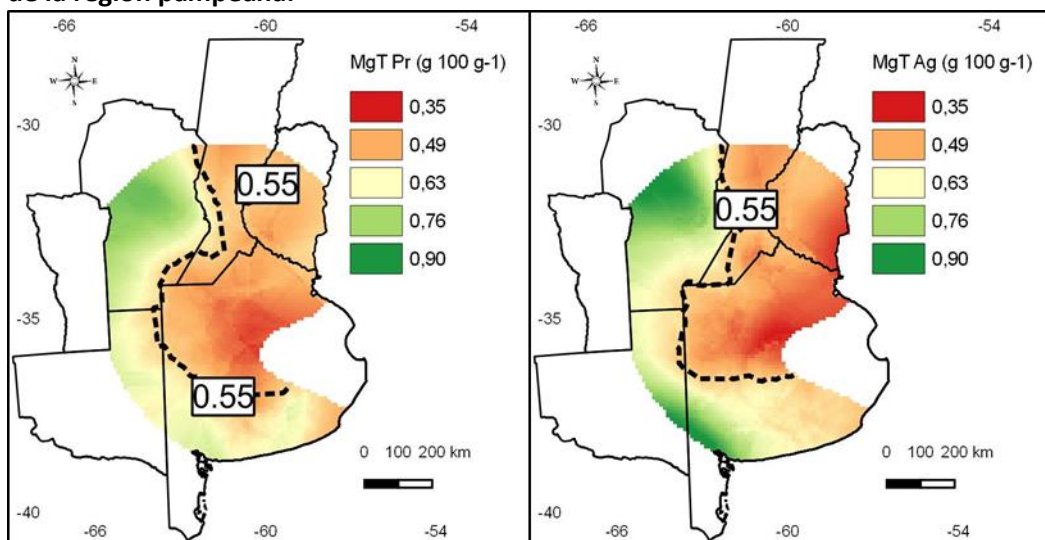 de la región pampeana.
-66 -60 -54
MgT Pr (g 100 g-1)
N
W E
S
0,35
-30
0,49
0.55
0,63
0,76
0,90
-35
0.55
0 100 200 km
-40
-66 -60 -54
-66 -60 -54
MgT Ag (g 100 g-1)
N
W E
S
0,35
-30
0,49
0.55
0,63
0,76
0,90
-35
0 100 200 km
-40
-66 -60 -54